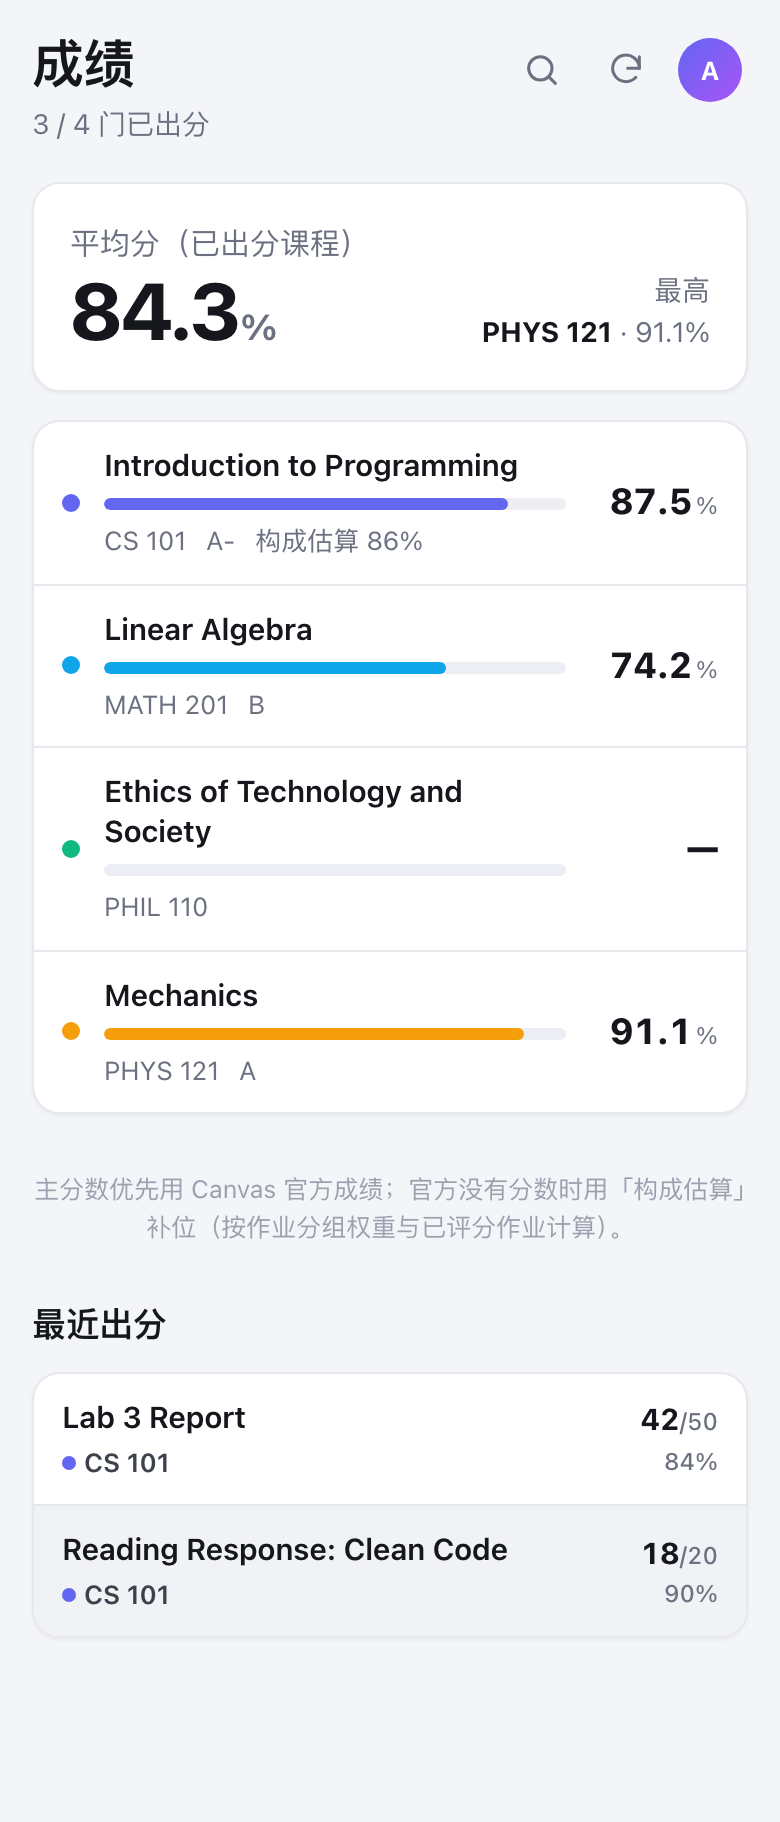 成绩
A
3 / 4 门已出分
平均分（已出分课程）
84.3%
最高
PHYS 121 · 91.1%
Introduction to Programming
87.5 %
CS 101 A- 构成估算 86%
Linear Algebra
74.2 %
MATH 201 B
Ethics of Technology and
Society
—
PHIL 110
Mechanics
91.1 %
PHYS 121 A
主分数优先用 Canvas 官方成绩；官方没有分数时用「构成估算」
补位（按作业分组权重与已评分作业计算）。
最近出分
Lab 3 Report
42/50
CS 101
84%
Reading Response: Clean Code
18/20
CS 101
90%